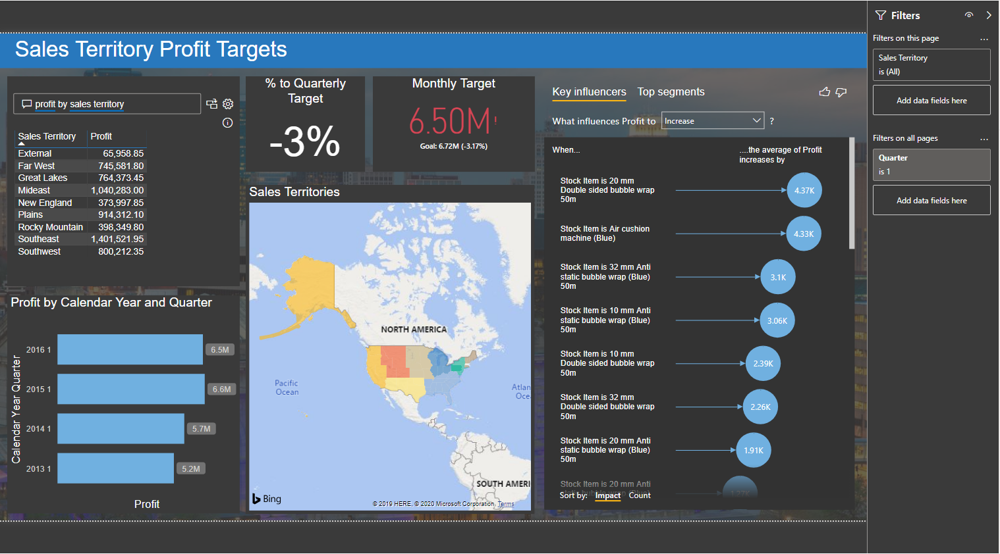 Sales Territory Profit Targets
profit by sales territory
Sales Territory Profit
External 65,958.85
Far West 745,581.80
Great Lakes 764,373.45
Mideast 1,040,283.00
New England 373,997.85
Plains 914,312.10
Rocky Mountain 398,349.80
Southeast 1,401,521.95
Southwest 800,212.35
Profit by Calendar Year and Quarter
Calendar Year Quarter
2016 1 6.5M
2015 1 6.6M
2014 1 5.7M
2013 1 5.2M
Profit
% to Quarterly
Target
-3%
Monthly Target
6.50M!
Goal: 6.72M (-3.17%)
Sales Territories
NORTH AMERICA
Pacific
Ocean
Atlan
Oce
SOUTH AMERI
Bing
© 2019 HERE, © 2020 Microsoft Corporation Terms
Key influencers Top segments
What influences Profit to Increase ?
When...
....the average of Profit
increases by
Stock Item is 20 mm
Double sided bubble wrap
50m
4.37K
Stock Item is Air cushion
machine (Blue)
4.33K
Stock Item is 32 mm Anti
static bubble wrap (Blue)
50m
3.1K
Stock Item is 10 mm Anti
static bubble wrap (Blue)
50m
3.06K
Stock Item is 10 mm
Double sided bubble wrap
50m
2.39K
Stock Item is 32 mm
Double sided bubble wrap
50m
2.26K
Stock Item is 20 mm Anti
static bubble wrap (Blue)
50m
1.91K
Stock Item is 20 mm Anti
static bubble wrap (Blue)
1.27K
Sort by: Impact Count
Filters
Filters on this page ...
Sales Territory
is (All)
Add data fields here
Filters on all pages ...
Quarter
is 1
Add data fields here